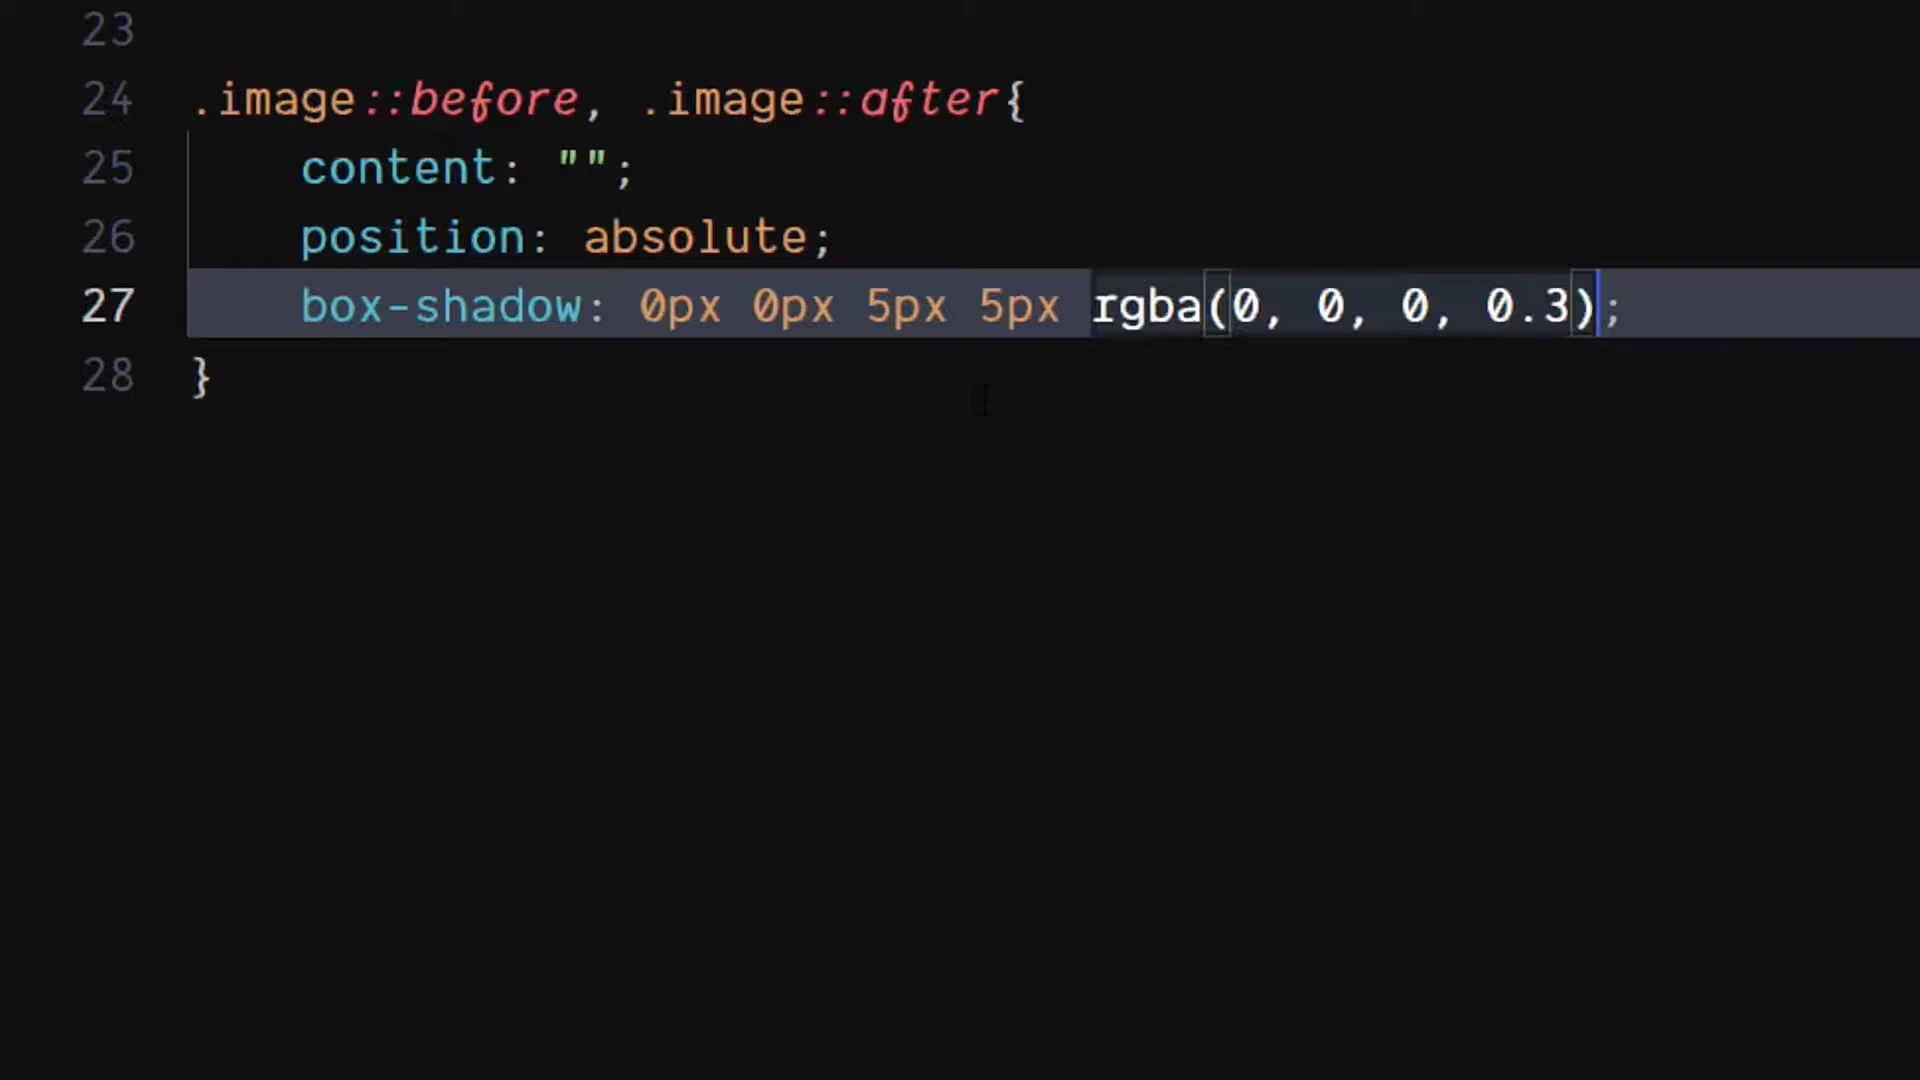 23
24 .image::before, .image::after{
25 content: "";
26 position: absolute;
27 box-shadow: 0px 0px 5px 5px rgba(0, 0, 0, 0.3);
28 }